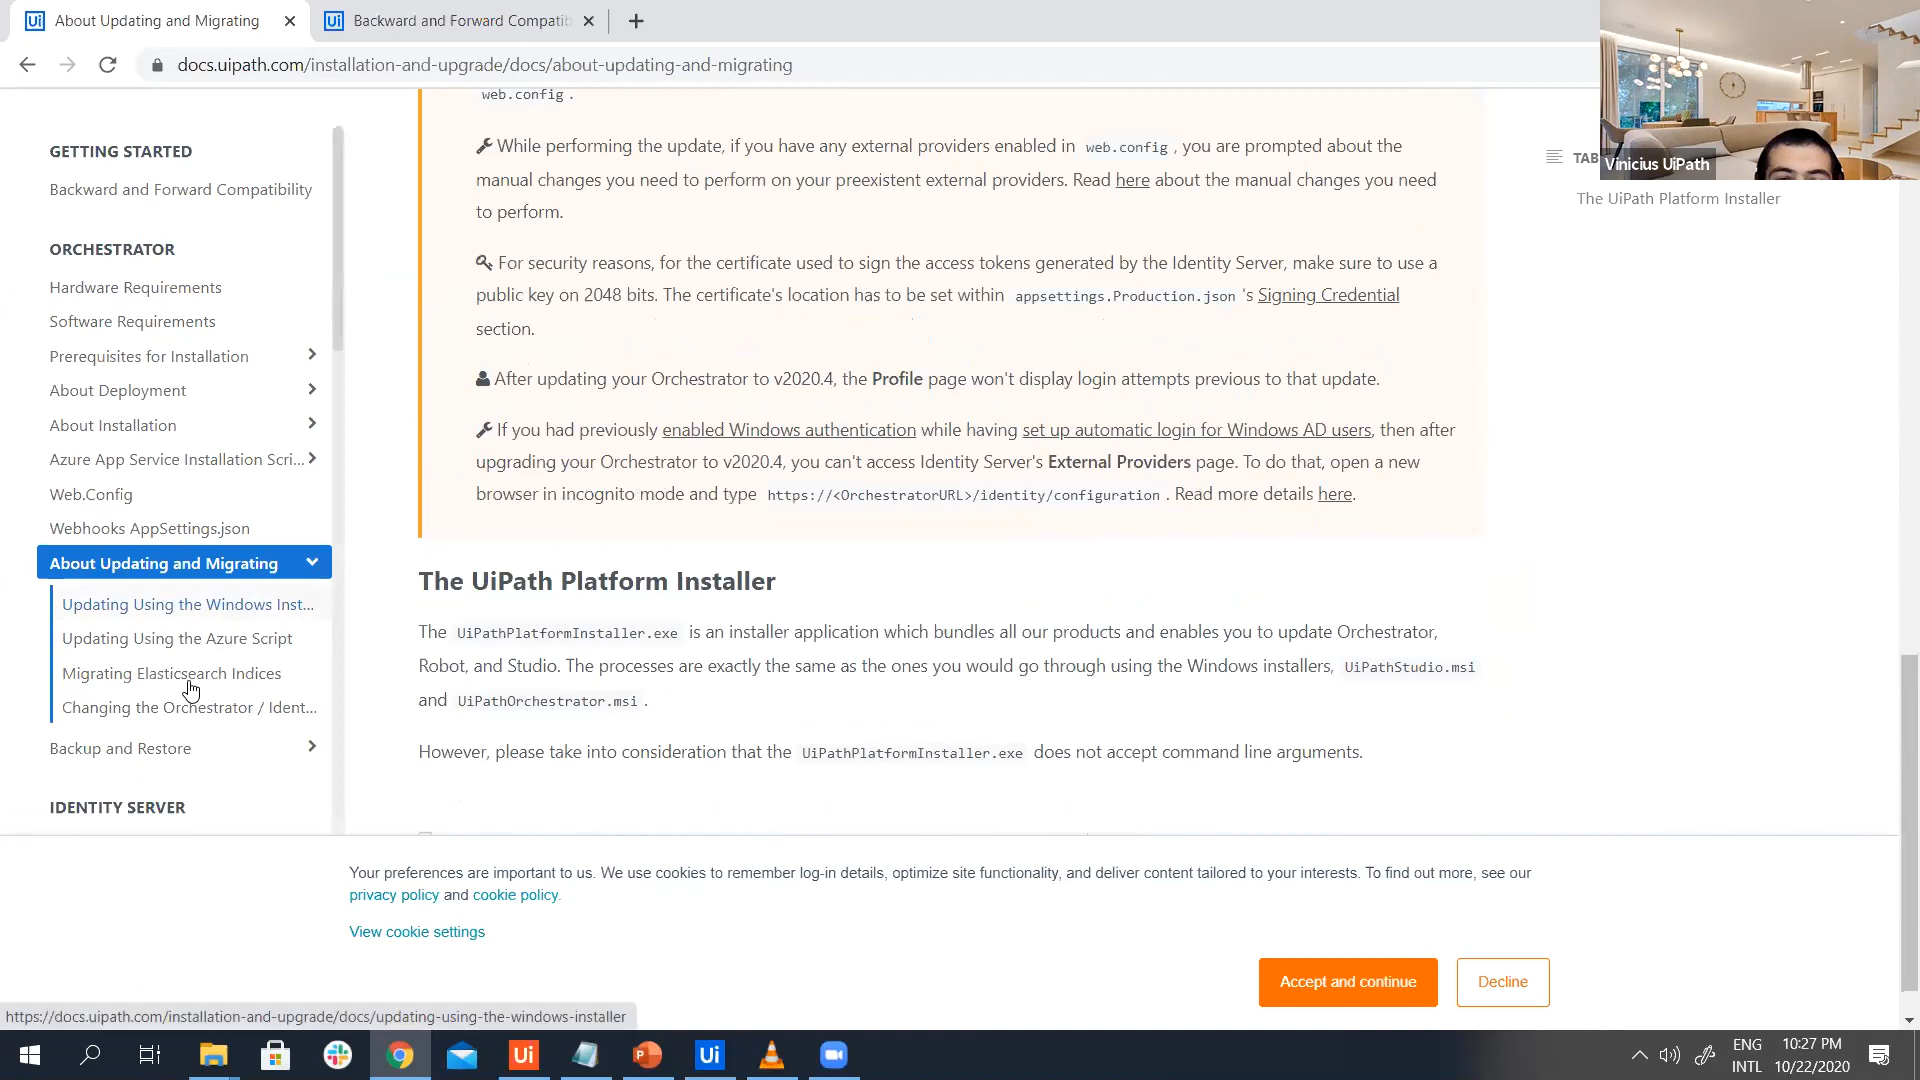 About Updating and Migrating
Backward and Forward Compatib
docs.uipath.com/installation-and-upgrade/docs/about-updating-and-migrating
Vinicius UiPath
GETTING STARTED
Backward and Forward Compatibility
ORCHESTRATOR
Hardware Requirements
Software Requirements
Prerequisites for Installation
About Deployment
About Installation
Azure App Service Installation Scri...
Web.Config
Webhooks AppSettings.json
About Updating and Migrating
Updating Using the Windows Inst...
Updating Using the Azure Script
Migrating Elasticsearch Indices
Changing the Orchestrator / Ident...
Backup and Restore
IDENTITY SERVER
web.config .
While performing the update, if you have any external providers enabled in web.config , you are prompted about the
manual changes you need to perform on your preexistent external providers. Read here about the manual changes you need
to perform.
For security reasons, for the certificate used to sign the access tokens generated by the Identity Server, make sure to use a
public key on 2048 bits. The certificate's location has to be set within appsettings.Production.json 's Signing Credential
section.
After updating your Orchestrator to v2020.4, the Profile page won't display login attempts previous to that update.
If you had previously enabled Windows authentication while having set up automatic login for Windows AD users, then after
upgrading your Orchestrator to v2020.4, you can't access Identity Server's External Providers page. To do that, open a new
browser in incognito mode and type https://<OrchestratorURL>/identity/configuration . Read more details here.
The UiPath Platform Installer
The UiPathPlatformInstaller.exe is an installer application which bundles all our products and enables you to update Orchestrator,
Robot, and Studio. The processes are exactly the same as the ones you would go through using the Windows installers, UiPathStudio.msi
and UiPathOrchestrator.msi .
However, please take into consideration that the UiPathPlatformInstaller.exe does not accept command line arguments.
TAB
The UiPath Platform Installer
Your preferences are important to us. We use cookies to remember log-in details, optimize site functionality, and deliver content tailored to your interests. To find out more, see our
privacy policy and cookie policy.
View cookie settings
Accept and continue
Decline
https://docs.uipath.com/installation-and-upgrade/docs/updating-using-the-windows-installer
ENG
INTL
10:27 PM
10/22/2020